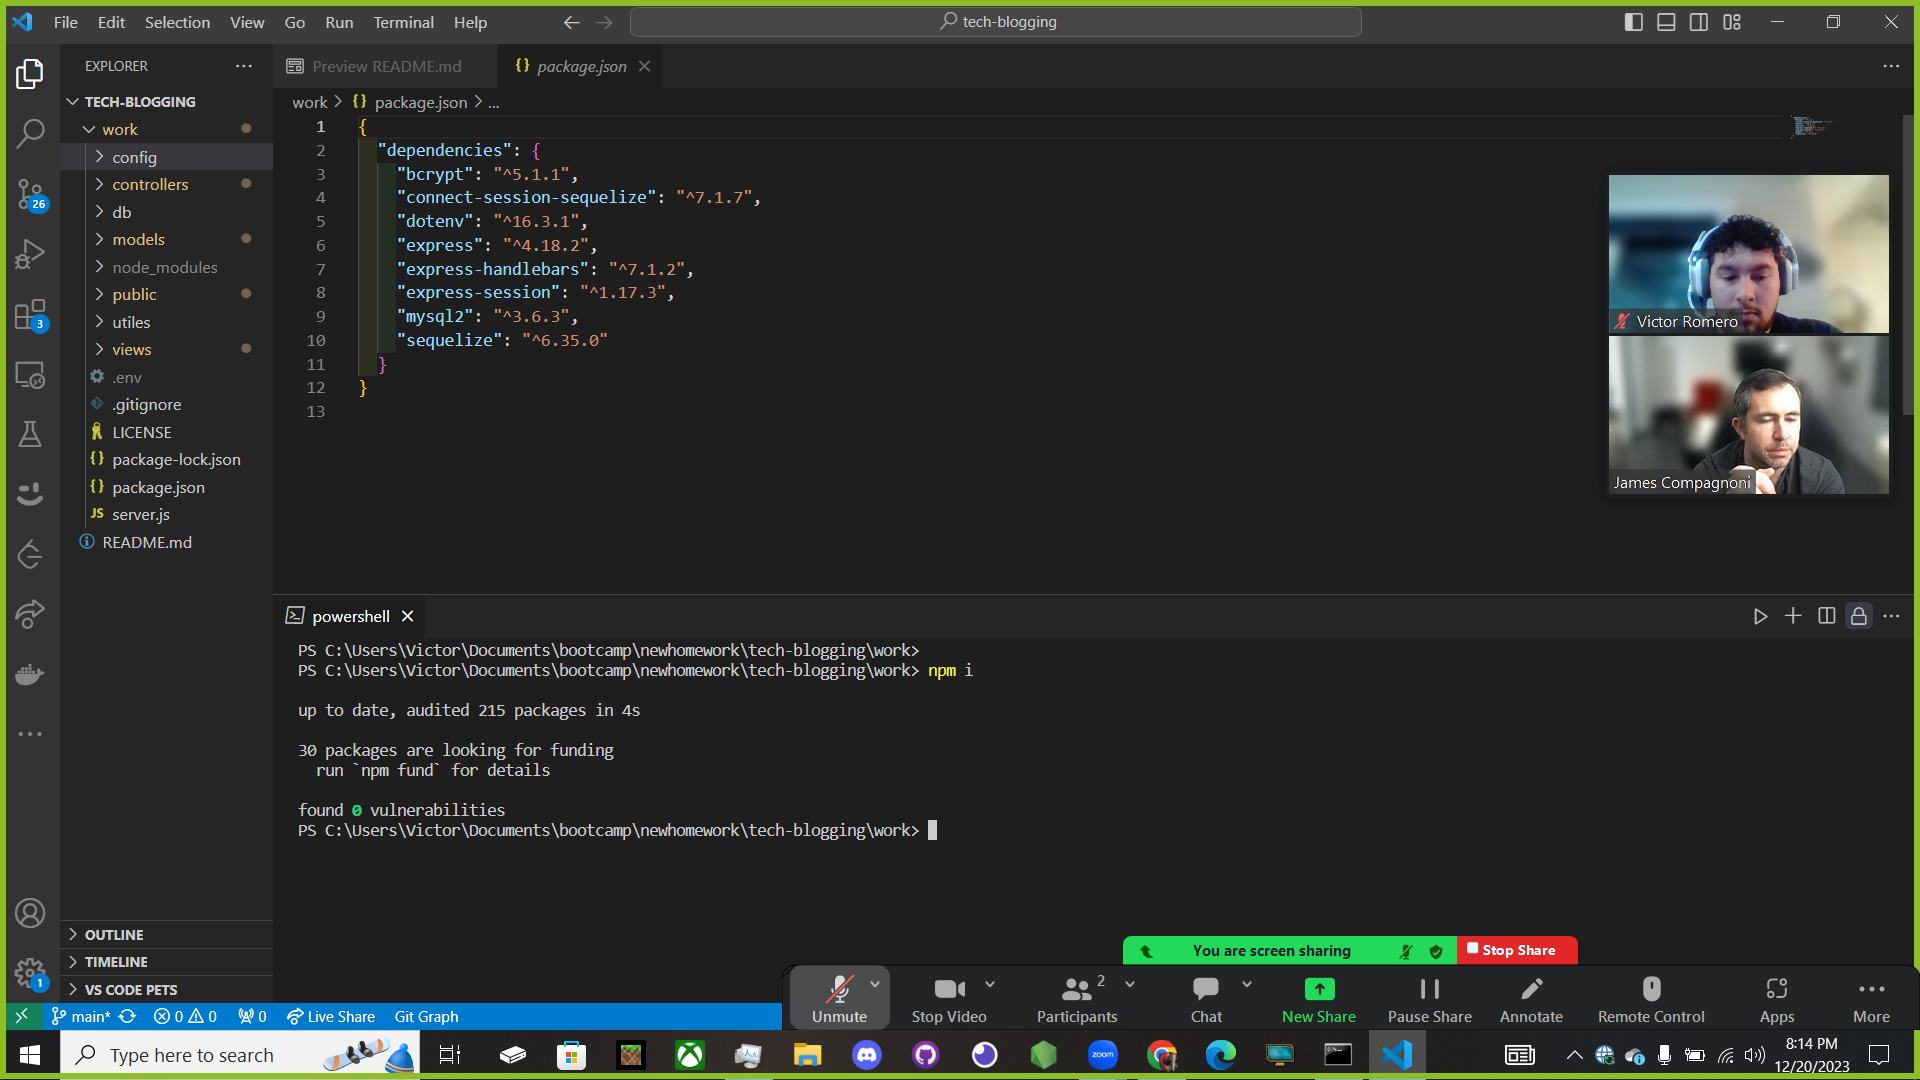 File Edit Selection View Go Run Terminal Help
tech-blogging
EXPLORER
Preview README.md
package.json
TECH-BLOGGING
work > package.json > ...
work
config
controllers
db
models
node_modules
public
utiles
views
.env
.gitignore
LICENSE
package-lock.json
package.json
server.js
README.md
26
3
1
OUTLINE
TIMELINE
VS CODE PETS
1 {
2 "dependencies": {
3 "bcrypt": "^5.1.1",
4 "connect-session-sequelize": "^7.1.7",
5 "dotenv": "^16.3.1",
6 "express": "^4.18.2",
7 "express-handlebars": "^7.1.2",
8 "express-session": "^1.17.3",
9 "mysql2": "^3.6.3",
10 "sequelize": "^6.35.0"
11 }
12 }
13
Victor Romero
James Compagnoni
powershell
PS C:\Users\Victor\Documents\bootcamp\newhomework\tech-blogging\work>
PS C:\Users\Victor\Documents\bootcamp\newhomework\tech-blogging\work> npm i
up to date, audited 215 packages in 4s
30 packages are looking for funding
run `npm fund` for details
found 0 vulnerabilities
PS C:\Users\Victor\Documents\bootcamp\newhomework\tech-blogging\work>
You are screen sharing
Stop Share
Unmute
Stop Video
2
Participants
Chat
New Share
Pause Share
Annotate
Remote Control
Apps
More
main* 0 0 0 Live Share Git Graph
Type here to search
zoom
8:14 PM
12/20/2023